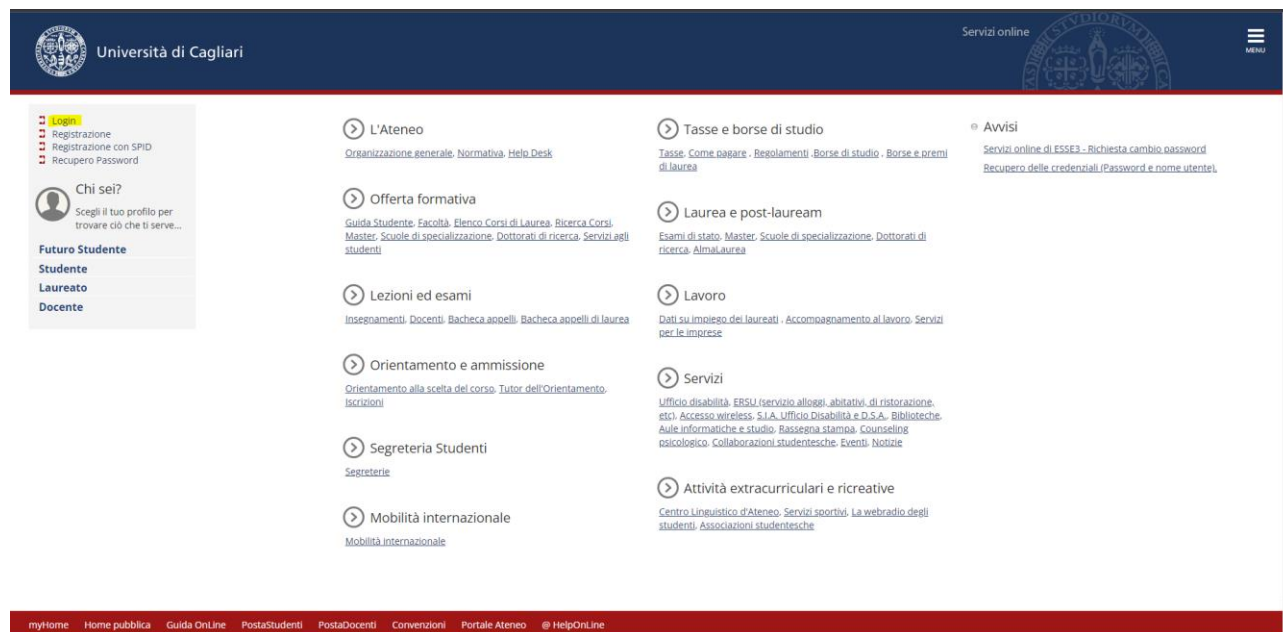 Università di Cagliari
Servizi online
MENU
Login
Registrazione
Registrazione con SPID
Recupero Password
Chi sei?
Scegli il tuo profilo per
trovare ciò che ti serve...
Futuro Studente
Studente
Laureato
Docente
L'Ateneo
Organizzazione generale, Normativa, Help Desk
Offerta formativa
Guida Studente, Facoltà, Elenco Corsi di Laurea, Ricerca Corsi,
Master, Scuole di specializzazione, Dottorati di ricerca, Servizi agli
studenti
Lezioni ed esami
Insegnamenti, Docenti, Bacheca appelli, Bacheca appelli di laurea
Orientamento e ammissione
Orientamento alla scelta del corso, Tutor dell'Orientamento,
Iscrizioni
Segreteria Studenti
Segreterie
Mobilità internazionale
Mobilità internazionale
Tasse e borse di studio
Tasse, Come pagare , Regolamenti ,Borse di studio , Borse e premi
di laurea
Laurea e post-lauream
Esami di stato, Master, Scuole di specializzazione, Dottorati di
ricerca, AlmaLaurea
Lavoro
Dati su impiego dei laureati , Accompagnamento al lavoro, Servizi
per le imprese
Servizi
Ufficio disabilità, ERSU (servizio alloggi, abitativi, di ristorazione,
etc), Accesso wireless, S.I.A. Ufficio Disabilità e D.S.A., Biblioteche,
Aule informatiche e studio, Rassegna stampa, Counseling
psicologico, Collaborazioni studentesche, Eventi, Notizie
Attività extracurriculari e ricreative
Centro Linguistico d'Ateneo, Servizi sportivi, La webradio degli
studenti, Associazioni studentesche
Avvisi
Servizi online di ESSE3 - Richiesta cambio password
Recupero delle credenziali (Password e nome utente).
myHome Home pubblica Guida OnLine PostaStudenti PostaDocenti Convenzioni Portale Ateneo @ HelpOnLine